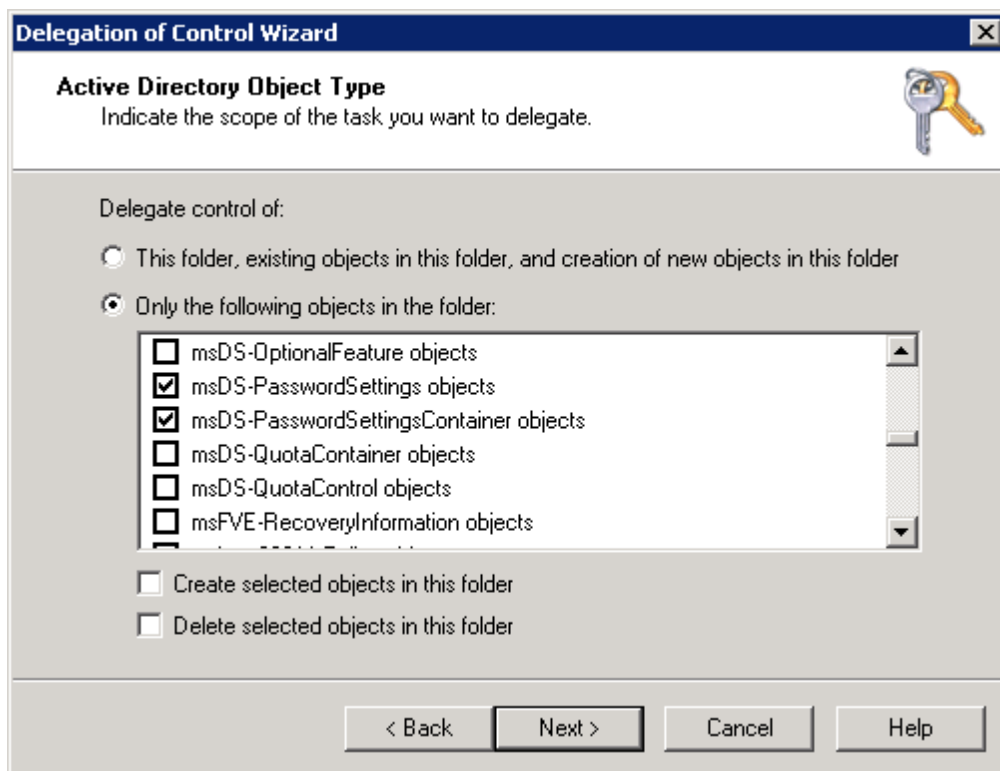 Delegation of Control Wizard
Active Directory Object Type
Indicate the scope of the task you want to delegate.
Delegate control of:
This folder, existing objects in this folder, and creation of new objects in this folder
Only the following objects in the folder:
msDS-OptionalFeature objects
msDS-PasswordSettings objects
msDS-PasswordSettingsContainer objects
msDS-QuotaContainer objects
msDS-QuotaControl objects
msFVE-RecoveryInformation objects
Create selected objects in this folder
Delete selected objects in this folder
< Back
Next >
Cancel
Help